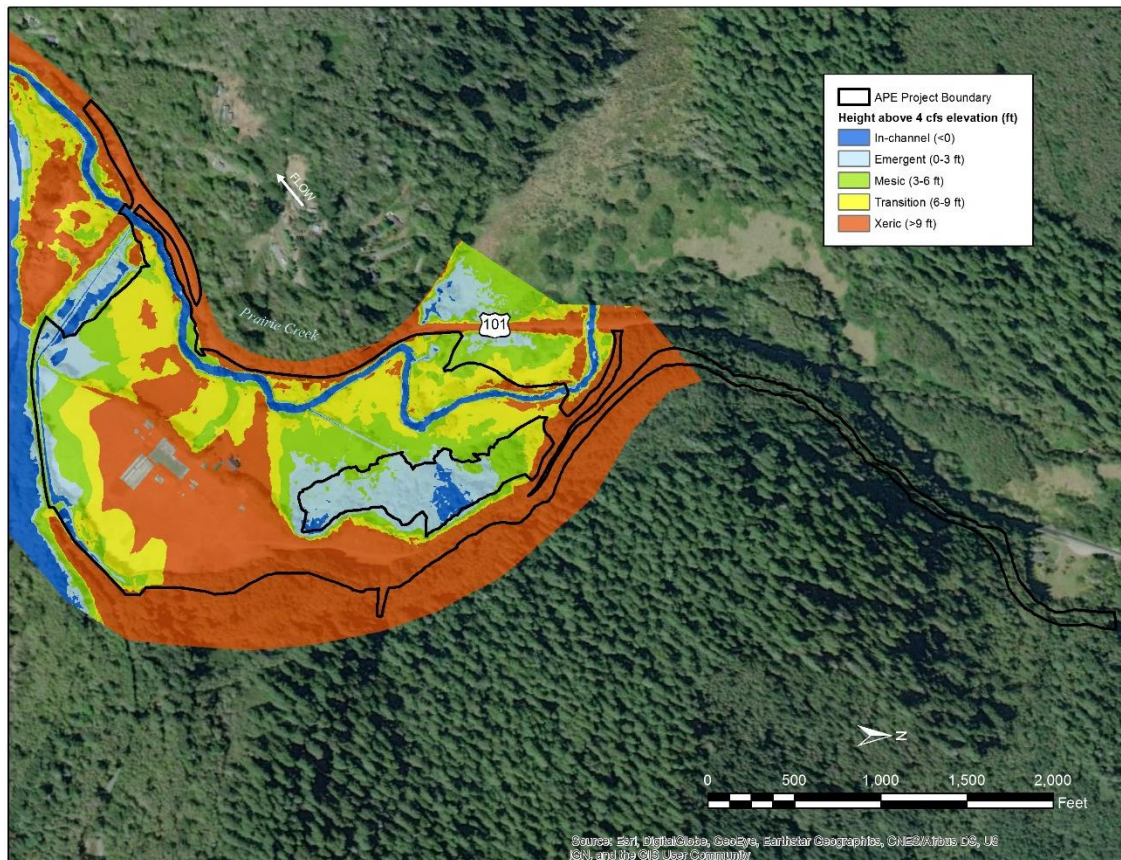 APE Project Boundary
Height above 4 cfs elevation (ft)
In-channel (<0)
Emergent (0-3 ft)
Mesic (3-6 ft)
Transition (6-9 ft)
Xeric (>9 ft)
FLOW
Prairie Creek
101
N
0 500 1,000 1,500 2,000
Feet
Source: Esri, DigitalGlobe, GeoEye, Earthstar Geographics, CNES/Airbus DS, US
GN, and the GIS User Community